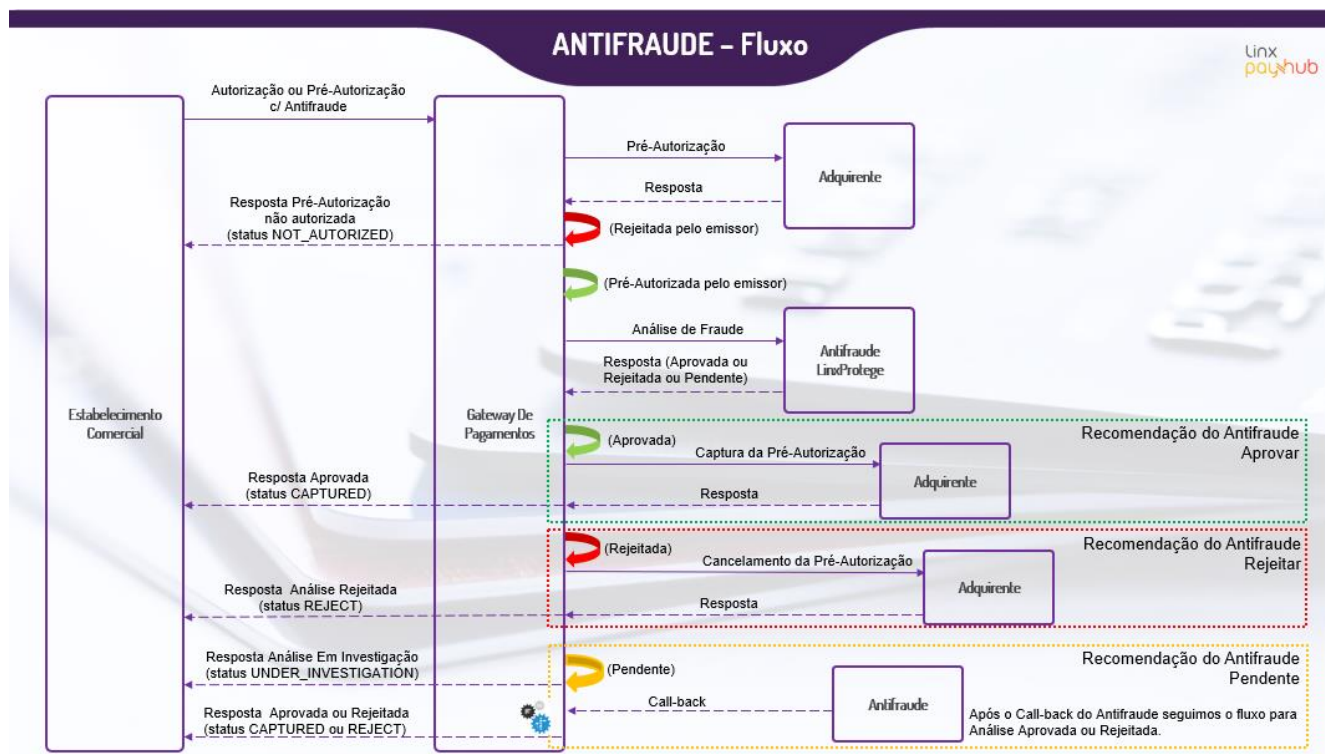 ANTIFRAUDE – Fluxo
Linx
payhub
Autorização ou Pré-Autorização
c/ Antifraude
Pré-Autorização
Adquirente
Resposta
Resposta Pré-Autorização
não autorizada
(status NOT_AUTORIZED)
(Rejeitada pelo emissor)
(Pré-Autorizada pelo emissor)
Análise de Fraude
Antifraude
LinxProtege
Resposta (Aprovada ou
Rejeitada ou Pendente)
Estabelecimento
Comercial
Gateway De
Pagamentos
(Aprovada)
Recomendação do Antifraude
Aprovar
Captura da Pré-Autorização
Adquirente
Resposta Aprovada
(status CAPTURED)
Resposta
(Rejeitada)
Recomendação do Antifraude
Rejeitar
Cancelamento da Pré-Autorização
Adquirente
Resposta Análise Rejeitada
(status REJECT)
Resposta
Resposta Análise Em Investigação
(status UNDER_INVESTIGATION)
(Pendente)
Recomendação do Antifraude
Pendente
Call-back
Antifraude
Após o Call-back do Antifraude seguimos o fluxo para
Análise Aprovada ou Rejeitada.
Resposta Aprovada ou Rejeitada
(status CAPTURED ou REJECT)